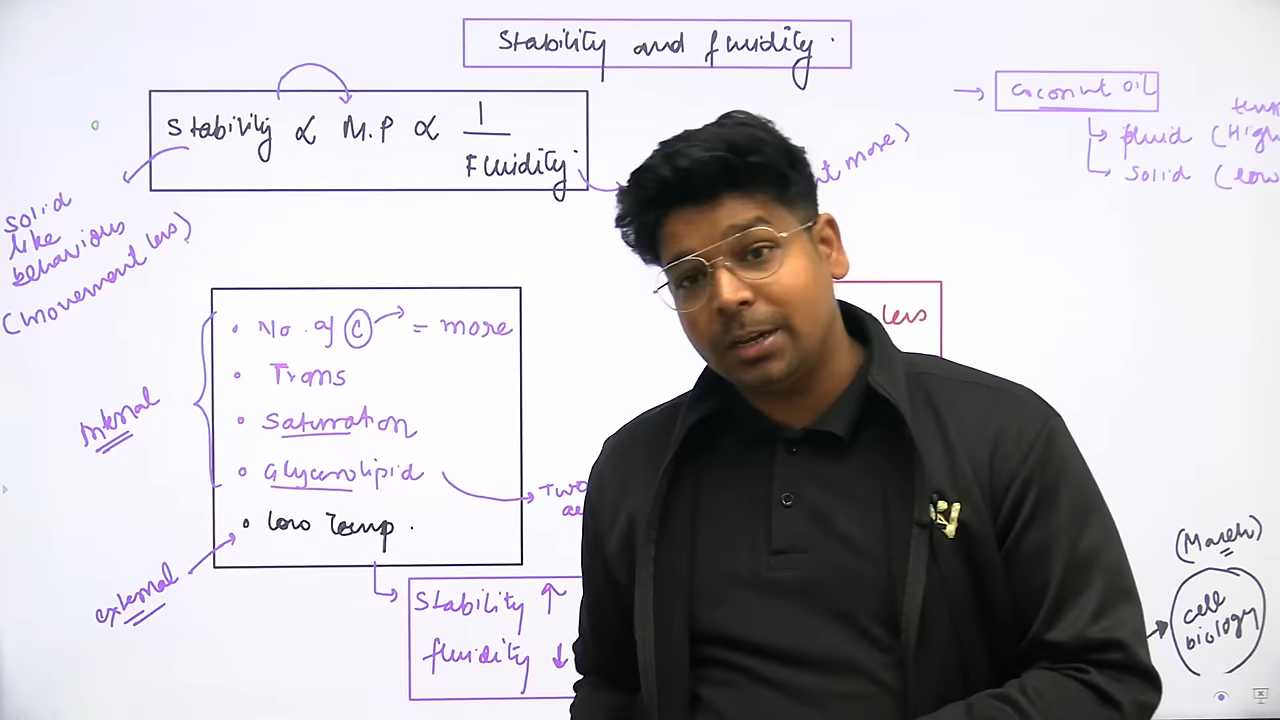 Stability and fluidity.
Stability ∝ M.P ∝ 1
Fluidity.
solid
like
behavious
(movement less)
more)
→ coconut oil
↳ fluid (High
↳ solid (low
Internal
• No. of C → = more
• Trans
• Saturation
• Glycerolipid → Two
• low Temp.
external
less
Stability ↑
fluidity ↓
(March)
cell
biology